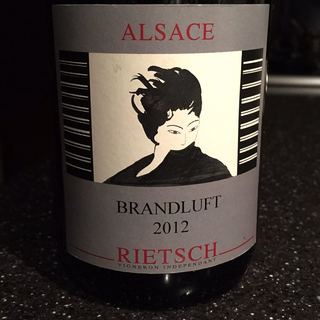 ALSACE
BRANDLUFT
2012
RIETSCH
VIGNERON INDEPENDANT